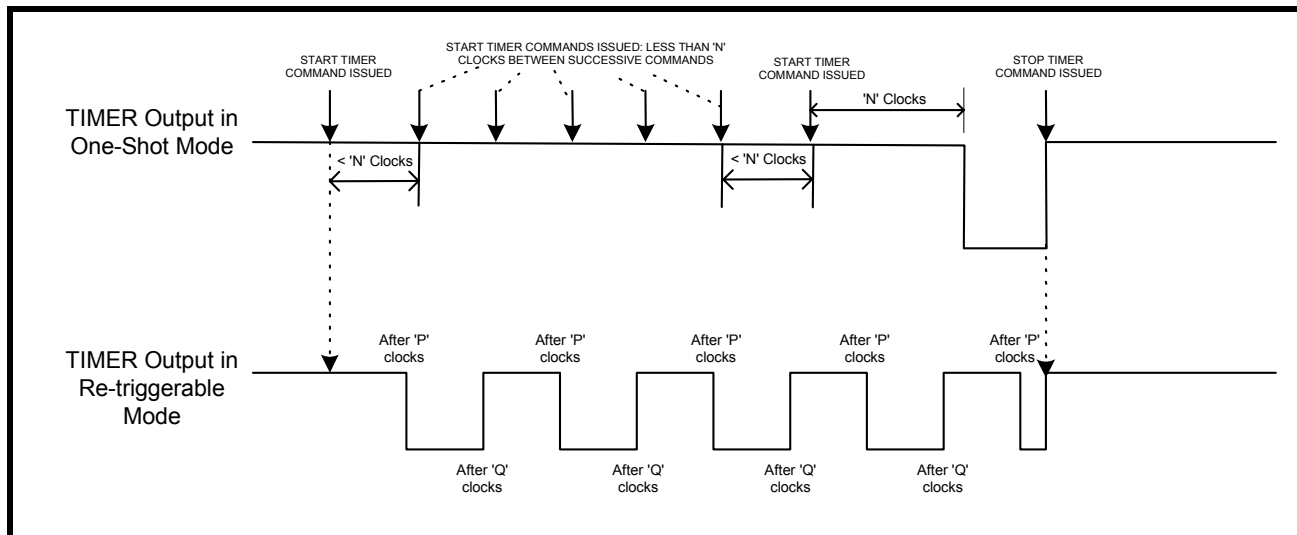 START TIMER
COMMAND ISSUED
START TIMER COMMANDS ISSUED: LESS THAN 'N'
CLOCKS BETWEEN SUCCESSIVE COMMANDS
START TIMER
COMMAND ISSUED
STOP TIMER
COMMAND ISSUED
TIMER Output in
One-Shot Mode
'N' Clocks
< 'N' Clocks
< 'N' Clocks
TIMER Output in
Re-triggerable
Mode
After 'P'
clocks
After 'P'
clocks
After 'P'
clocks
After 'P'
clocks
After 'P'
clocks
After 'Q'
clocks
After 'Q'
clocks
After 'Q'
clocks
After 'Q'
clocks